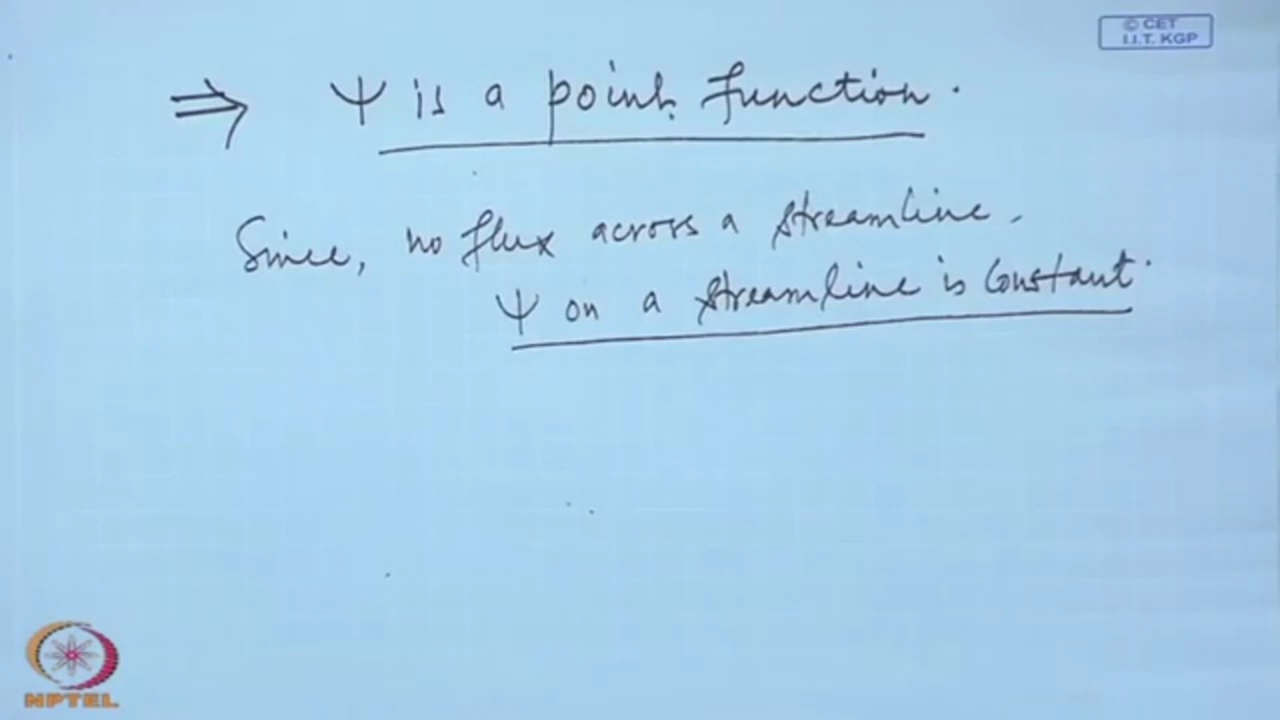 © CET
I.I.T. KGP
⇒ Ψ is a point function.
Since, no flux across a streamline.
Ψ on a streamline is constant.
NPTEL